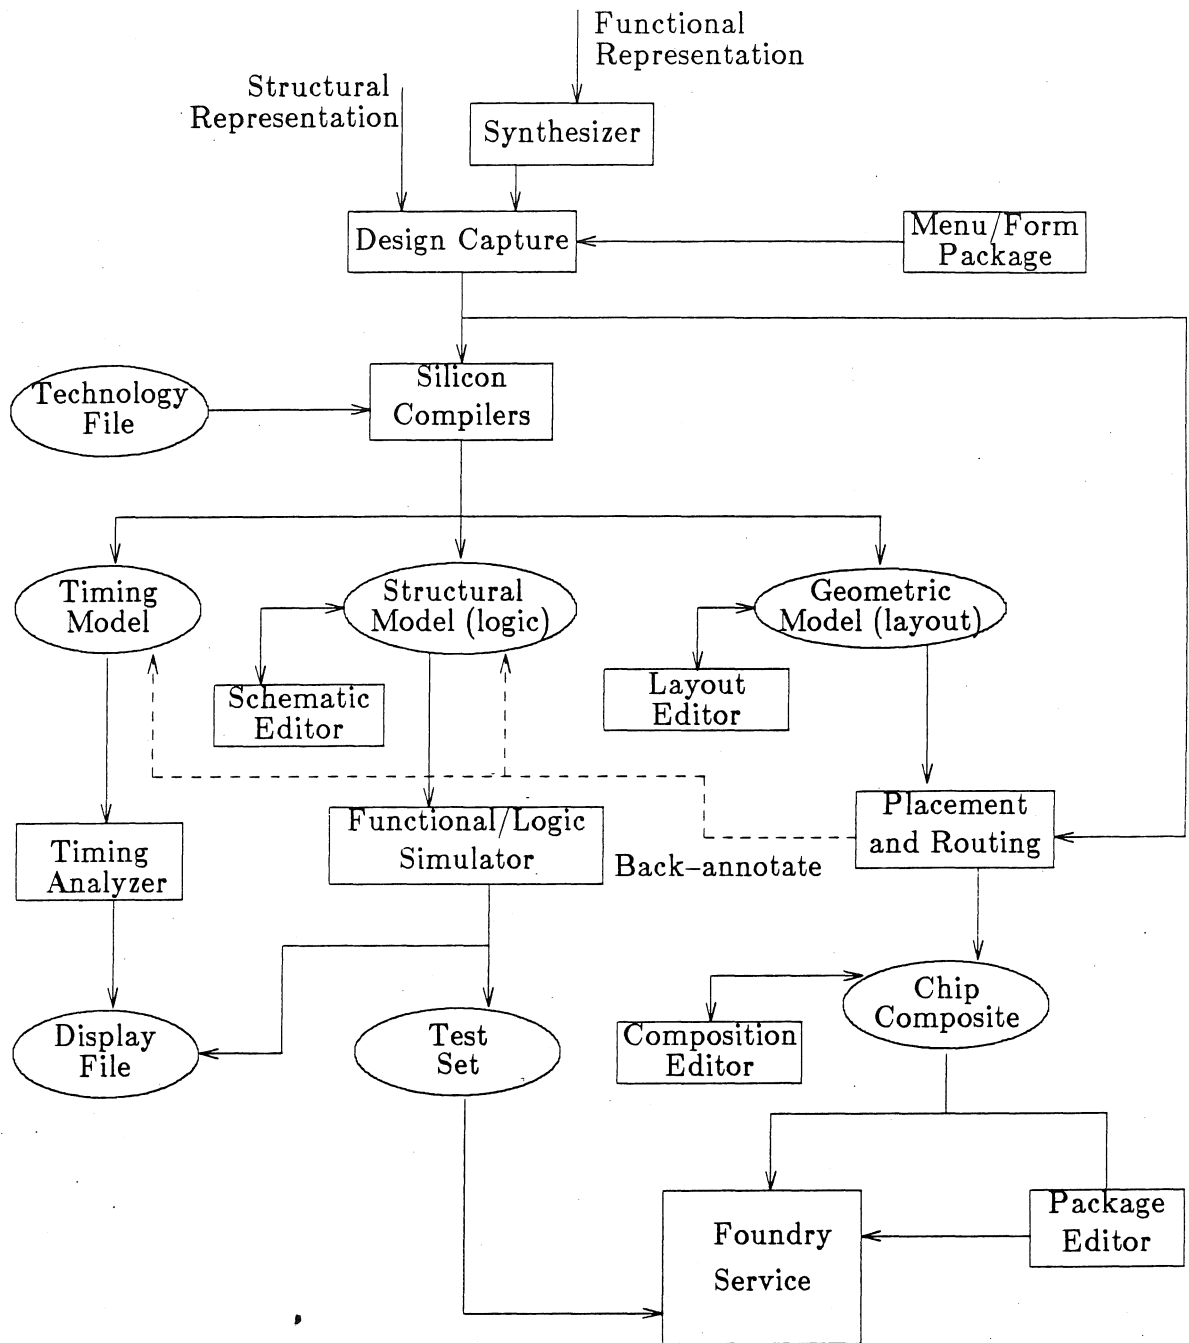 Functional
Representation
Structural
Representation
Synthesizer
Design Capture
Menu/Form
Package
Technology
File
Silicon
Compilers
Timing
Model
Structural
Model (logic)
Geometric
Model (layout)
Schematic
Editor
Layout
Editor
Timing
Analyzer
Functional/Logic
Simulator
Back–annotate
Placement
and Routing
Display
File
Test
Set
Composition
Editor
Chip
Composite
Foundry
Service
Package
Editor